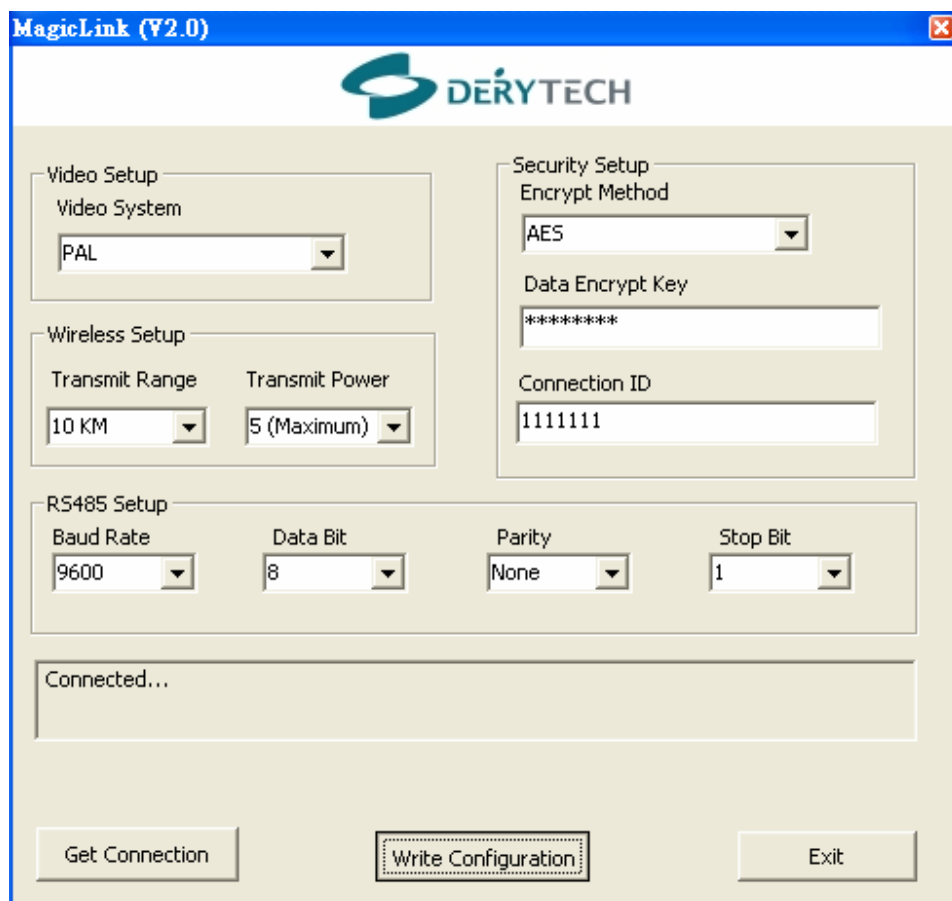 MagicLink (V2.0)
DERYTECH
Video Setup
Video System
PAL
Security Setup
Encrypt Method
AES
Data Encrypt Key
********
Connection ID
1111111
Wireless Setup
Transmit Range
Transmit Power
10 KM
5 (Maximum)
RS485 Setup
Baud Rate
Data Bit
Parity
Stop Bit
9600
8
None
1
Connected...
Get Connection
Write Configuration
Exit